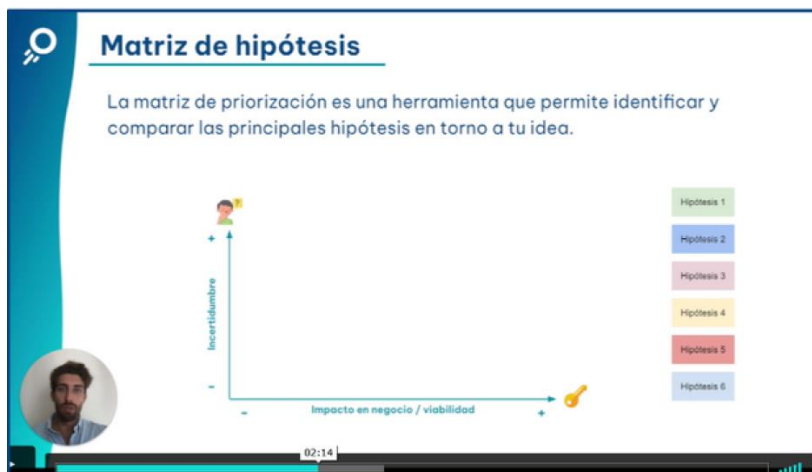 Matriz de hipótesis
La matriz de priorización es una herramienta que permite identificar y
comparar las principales hipótesis en torno a tu idea.
?
+
Incertidumbre
-
-
Impacto en negocio / viabilidad
+
Hipótesis 1
Hipótesis 2
Hipótesis 3
Hipótesis 4
Hipótesis 5
Hipótesis 6
02:14